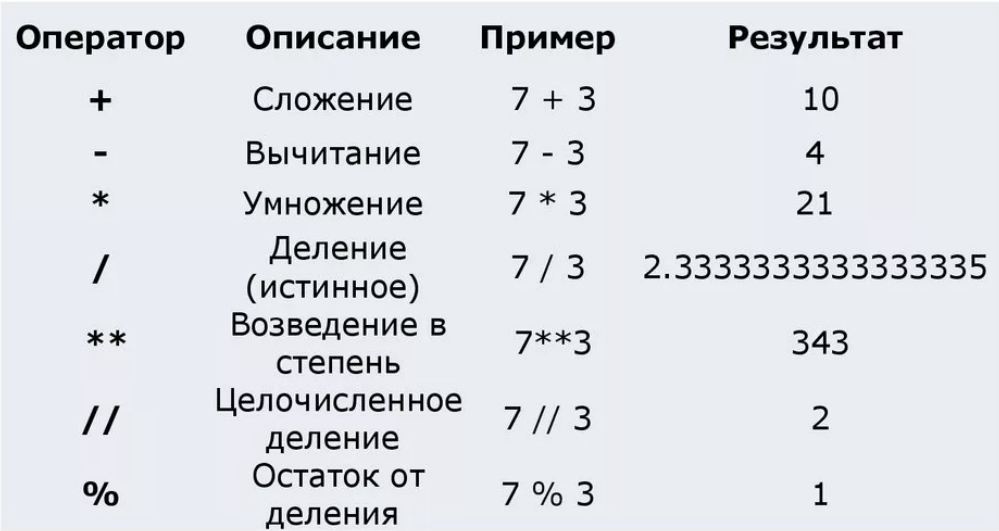 Оператор Описание Пример Результат
+ Сложение 7 + 3 10
- Вычитание 7 - 3 4
* Умножение 7 * 3 21
/ Деление (истинное) 7 / 3 2.3333333333333335
** Возведение в степень 7**3 343
// Целочисленное деление 7 // 3 2
% Остаток от деления 7 % 3 1